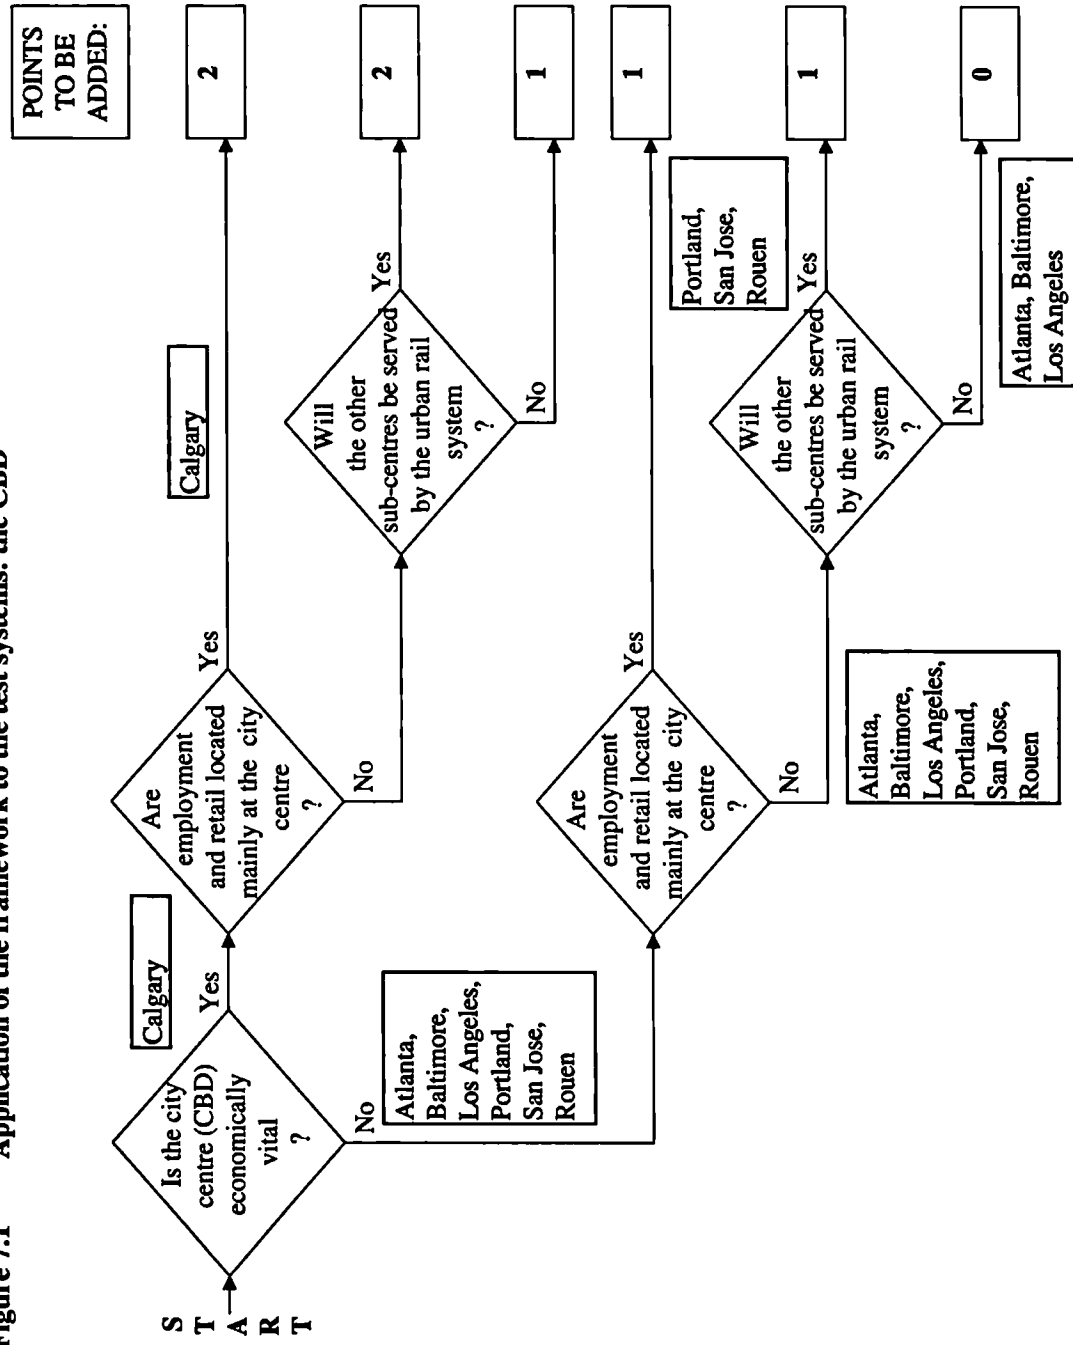 Figure 7.1 Application of the framework to the test systems: the CBD
POINTS
TO BE
ADDED:
S
T
A
R
T
Is the city
centre (CBD)
economically
vital
?
Yes
Calgary
No
Atlanta,
Baltimore,
Los Angeles,
Portland,
San Jose,
Rouen
Are
employment
and retail located
mainly at the city
centre
?
Yes
Calgary
2
No
Will
the other
sub-centres be served
by the urban rail
system
?
Yes
2
No
1
Are
employment
and retail located
mainly at the city
centre
?
Yes
1
No
Atlanta,
Baltimore,
Los Angeles,
Portland,
San Jose,
Rouen
Will
the other
sub-centres be served
by the urban rail
system
?
Yes
Portland,
San Jose,
Rouen
1
No
Atlanta, Baltimore,
Los Angeles
0